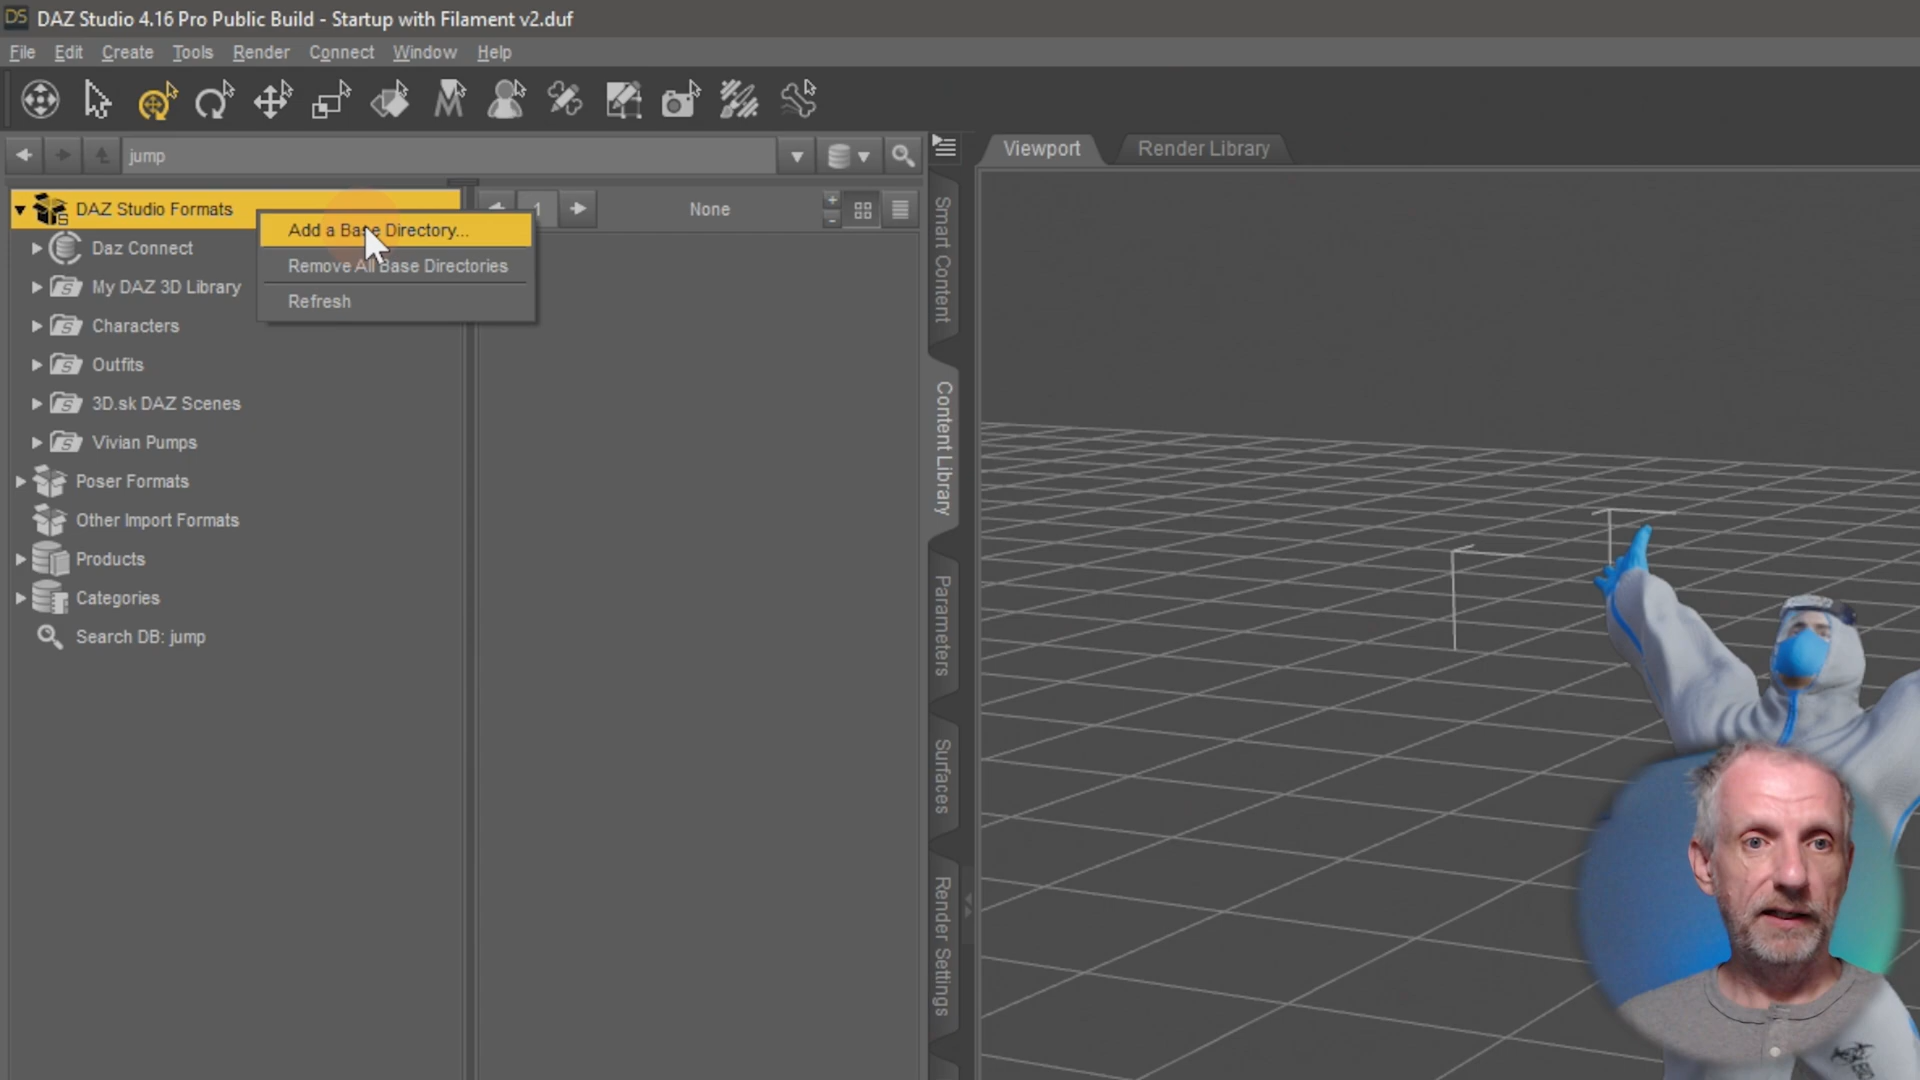 DS DAZ Studio 4.16 Pro Public Build - Startup with Filament v2.duf
File Edit Create Tools Render Connect Window Help
jump
Viewport Render Library
DAZ Studio Formats
1
None
Add a Base Directory...
Remove All Base Directories
Refresh
Daz Connect
My DAZ 3D Library
Characters
Outfits
3D.sk DAZ Scenes
Vivian Pumps
Poser Formats
Other Import Formats
Products
Categories
Search DB: jump
Smart Content
Content Library
Parameters
Surfaces
Render Settings